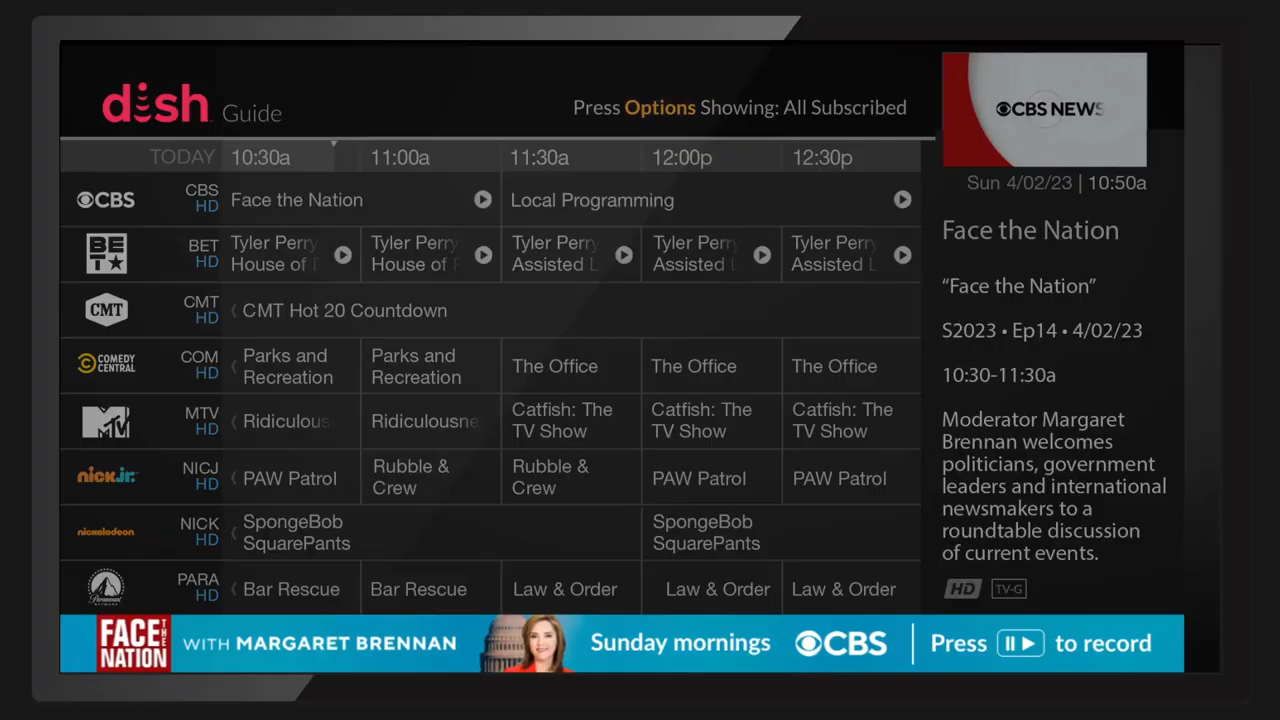 dish Guide
Press Options Showing: All Subscribed
TODAY 10:30a 11:00a 11:30a 12:00p 12:30p
CBS CBS HD Face the Nation Local Programming
BET BET HD Tyler Perry House of Tyler Perry House of Tyler Perry Assisted Tyler Perry Assisted Tyler Perry Assisted
CMT CMT HD CMT Hot 20 Countdown
COMEDY CENTRAL COM HD Parks and Recreation Parks and Recreation The Office The Office The Office
MTV MTV HD Ridiculous Ridiculousne Catfish: The TV Show Catfish: The TV Show Catfish: The TV Show
nick jr. NICJ HD PAW Patrol Rubble & Crew Rubble & Crew PAW Patrol PAW Patrol
nickelodeon NICK HD SpongeBob SquarePants SpongeBob SquarePants
Paramount NETWORK PARA HD Bar Rescue Bar Rescue Law & Order Law & Order Law & Order
CBS NEWS
Sun 4/02/23 | 10:50a
Face the Nation
“Face the Nation”
S2023 • Ep14 • 4/02/23
10:30-11:30a
Moderator Margaret
Brennan welcomes
politicians, government
leaders and international
newsmakers to a
roundtable discussion
of current events.
HD TV-G
FACE THE NATION WITH MARGARET BRENNAN Sunday mornings CBS Press to record